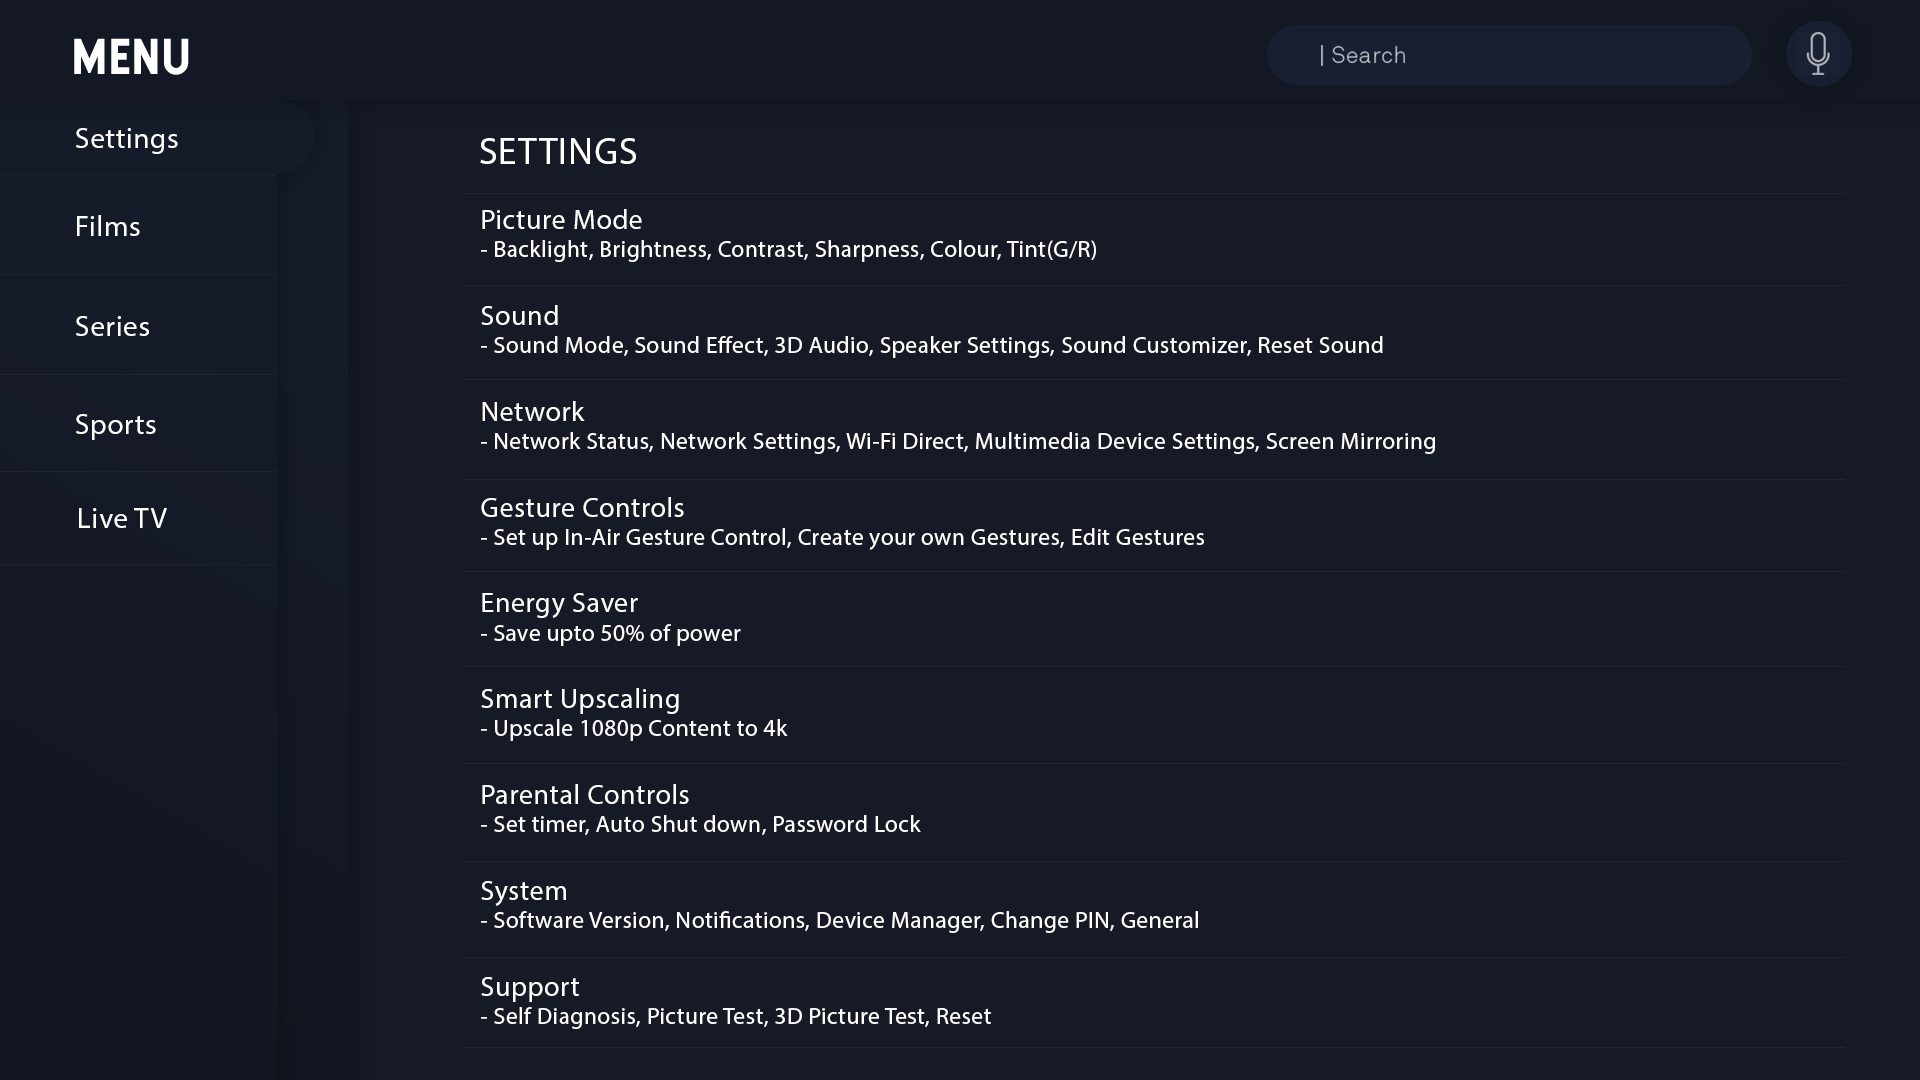 MENU
| Search
Settings
Films
Series
Sports
Live TV
SETTINGS
Picture Mode
- Backlight, Brightness, Contrast, Sharpness, Colour, Tint(G/R)
Sound
- Sound Mode, Sound Effect, 3D Audio, Speaker Settings, Sound Customizer, Reset Sound
Network
- Network Status, Network Settings, Wi-Fi Direct, Multimedia Device Settings, Screen Mirroring
Gesture Controls
- Set up In-Air Gesture Control, Create your own Gestures, Edit Gestures
Energy Saver
- Save upto 50% of power
Smart Upscaling
- Upscale 1080p Content to 4k
Parental Controls
- Set timer, Auto Shut down, Password Lock
System
- Software Version, Notifications, Device Manager, Change PIN, General
Support
- Self Diagnosis, Picture Test, 3D Picture Test, Reset